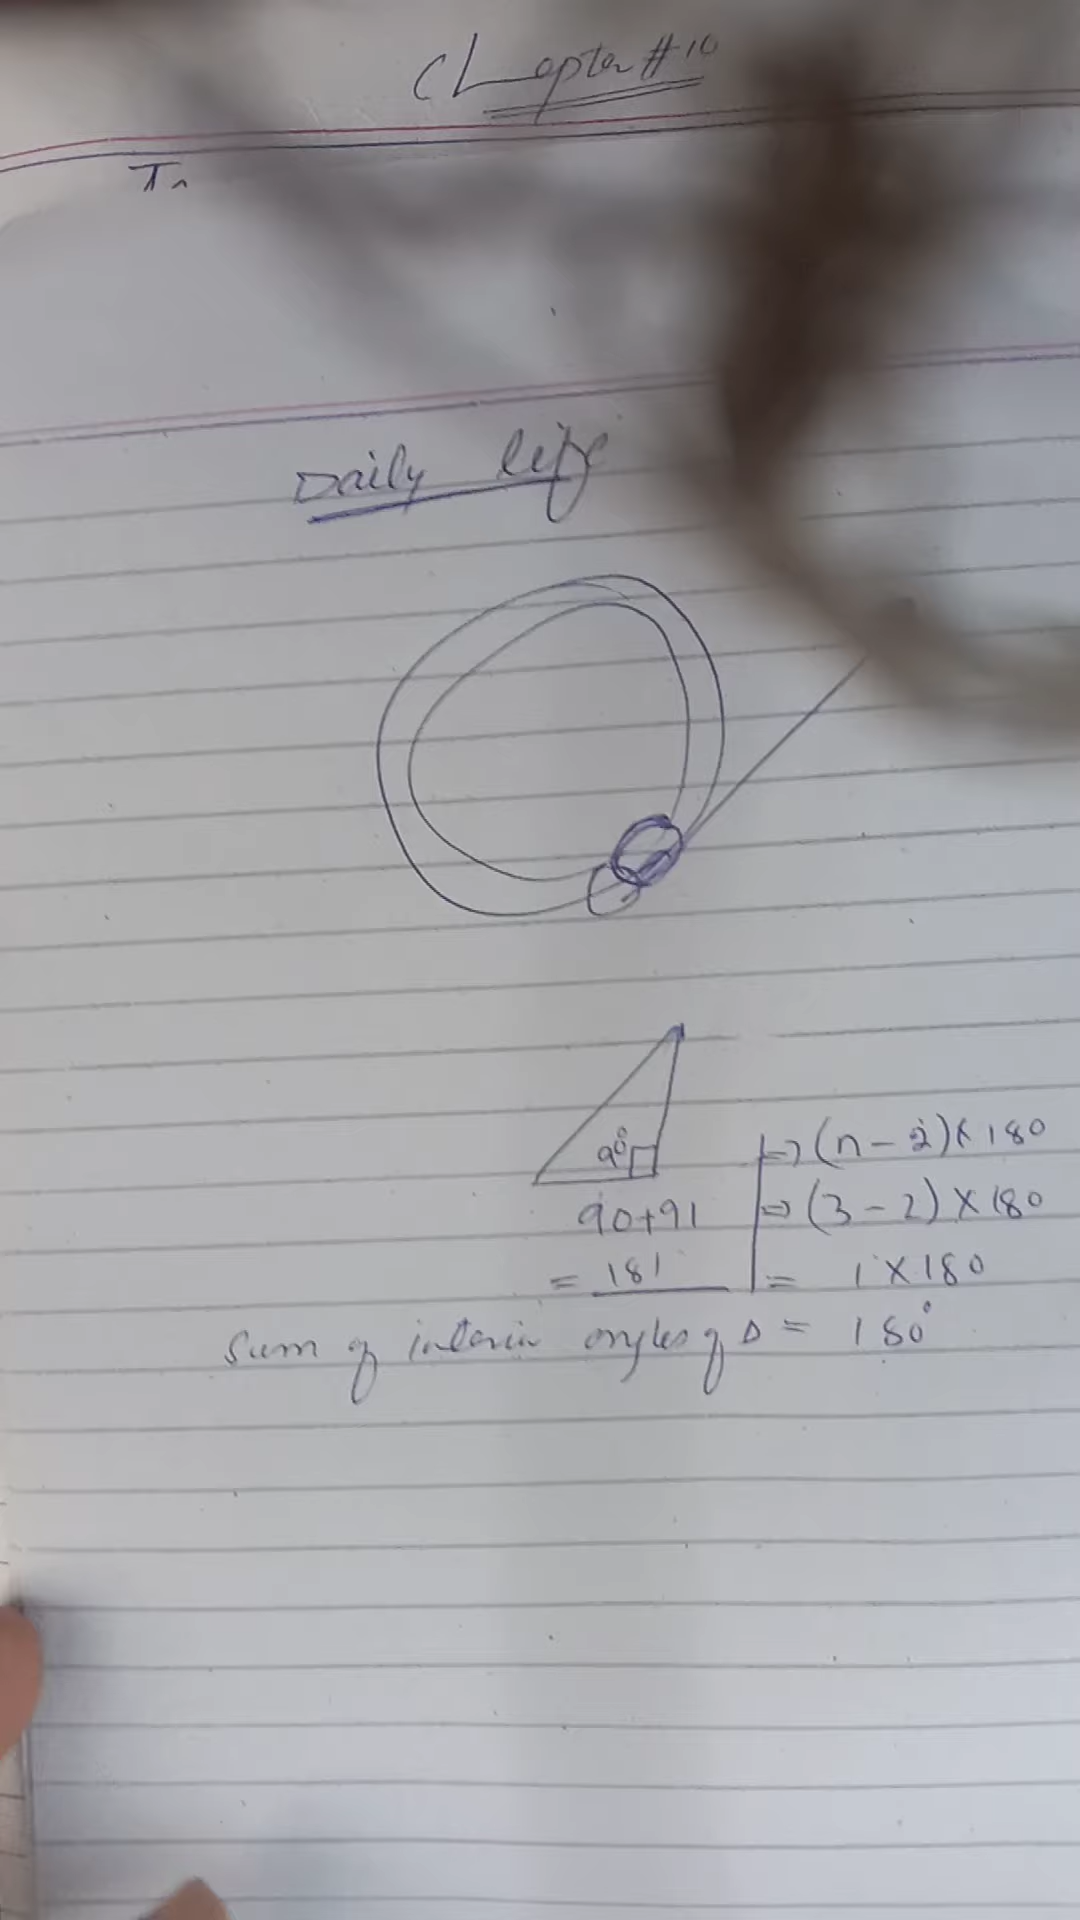 Chapter #10
Daily life
90°
90+91
= 181
⇒ (n-2)×180
⇒ (3-2)×180
= 1×180
Sum of interior angles of Δ = 180°